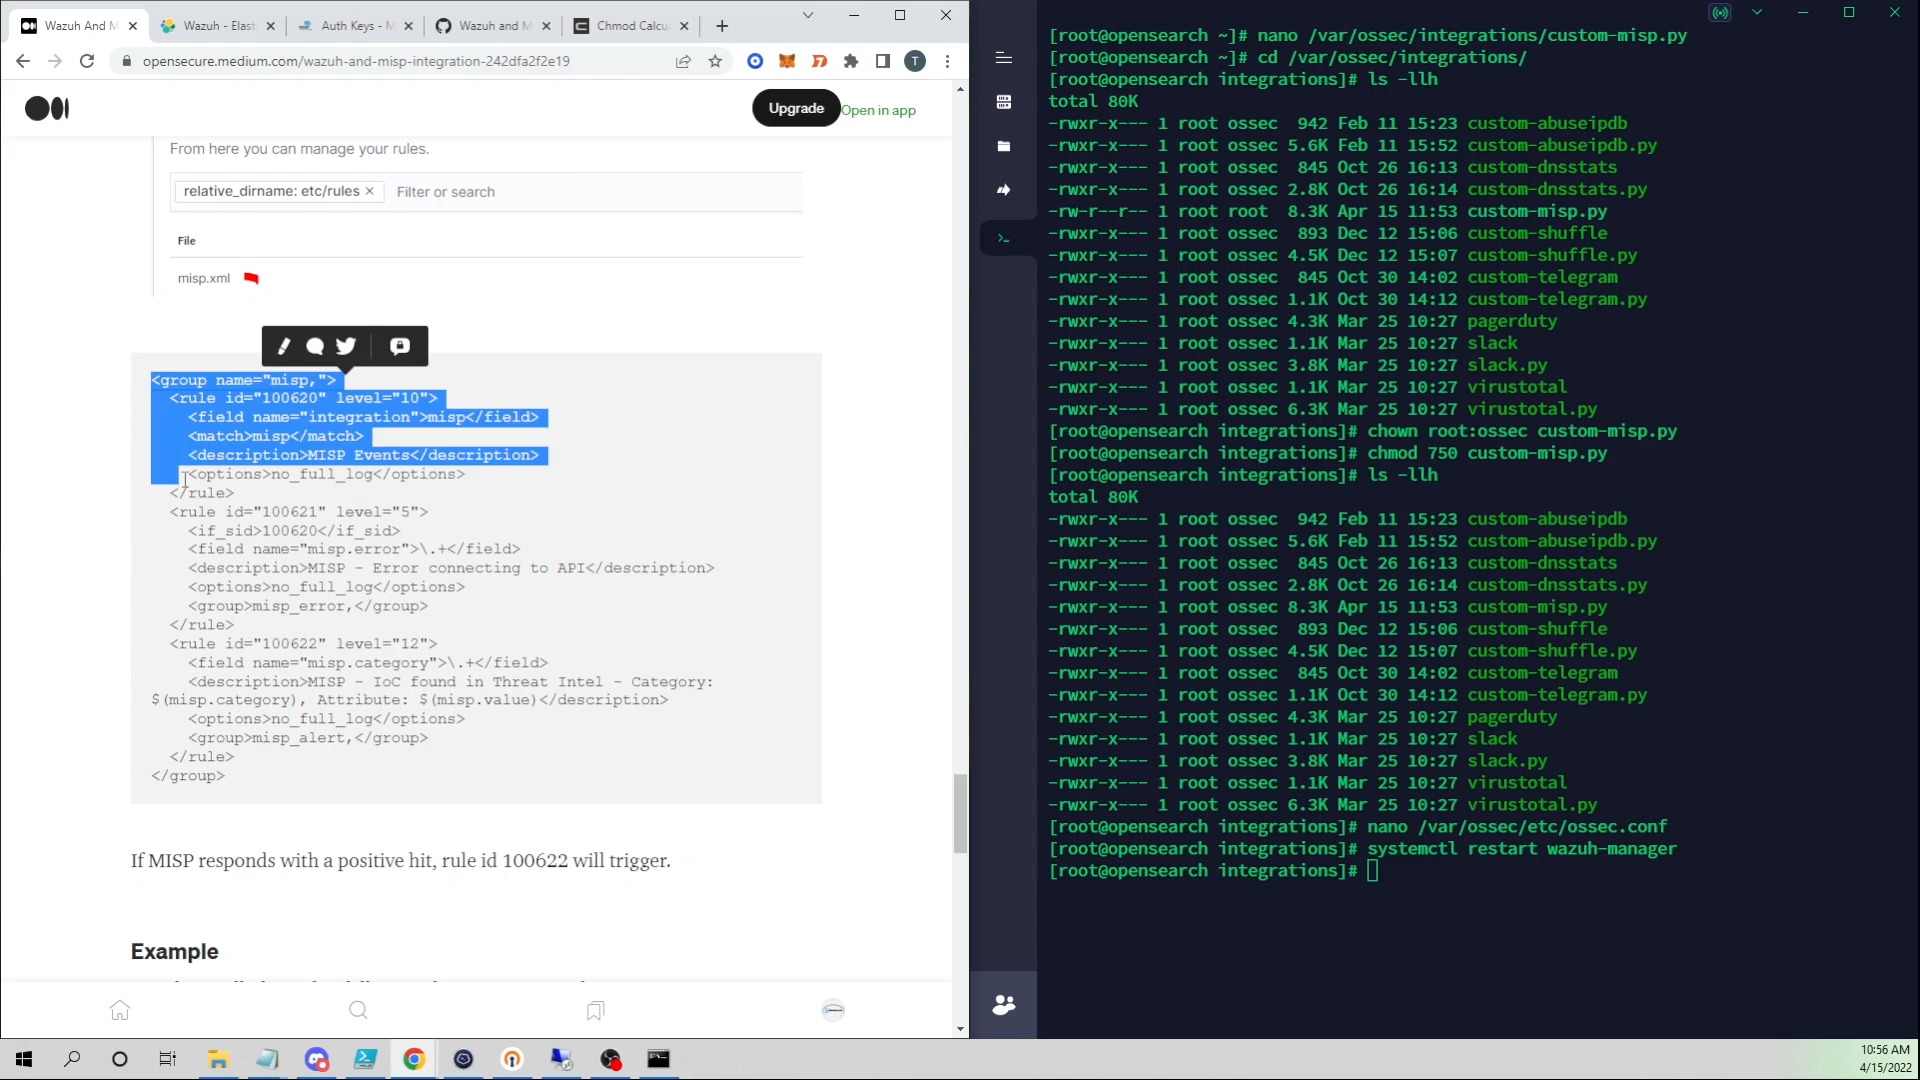 Wazuh And M
Wazuh - Elast
Auth Keys - M
Wazuh and M
Chmod Calcu
opensecure.medium.com/wazuh-and-misp-integration-242dfa2f2e19
T
Upgrade
Open in app
From here you can manage your rules.
relative_dirname: etc/rules
Filter or search
File
misp.xml
<group name="misp,">
<rule id="100620" level="10">
<field name="integration">misp</field>
<match>misp</match>
<description>MISP Events</description>
<options>no_full_log</options>
</rule>
<rule id="100621" level="5">
<if_sid>100620</if_sid>
<field name="misp.error">\.+</field>
<description>MISP - Error connecting to API</description>
<options>no_full_log</options>
<group>misp_error,</group>
</rule>
<rule id="100622" level="12">
<field name="misp.category">\.+</field>
<description>MISP - IoC found in Threat Intel - Category:
$(misp.category), Attribute: $(misp.value)</description>
<options>no_full_log</options>
<group>misp_alert,</group>
</rule>
</group>
If MISP responds with a positive hit, rule id 100622 will trigger.
Example
[root@opensearch ~]# nano /var/ossec/integrations/custom-misp.py
[root@opensearch ~]# cd /var/ossec/integrations/
[root@opensearch integrations]# ls -llh
total 80K
-rwxr-x--- 1 root ossec 942 Feb 11 15:23 custom-abuseipdb
-rwxr-x--- 1 root ossec 5.6K Feb 11 15:52 custom-abuseipdb.py
-rwxr-x--- 1 root ossec 845 Oct 26 16:13 custom-dnsstats
-rwxr-x--- 1 root ossec 2.8K Oct 26 16:14 custom-dnsstats.py
-rw-r--r-- 1 root root 8.3K Apr 15 11:53 custom-misp.py
-rwxr-x--- 1 root ossec 893 Dec 12 15:06 custom-shuffle
-rwxr-x--- 1 root ossec 4.5K Dec 12 15:07 custom-shuffle.py
-rwxr-x--- 1 root ossec 845 Oct 30 14:02 custom-telegram
-rwxr-x--- 1 root ossec 1.1K Oct 30 14:12 custom-telegram.py
-rwxr-x--- 1 root ossec 4.3K Mar 25 10:27 pagerduty
-rwxr-x--- 1 root ossec 1.1K Mar 25 10:27 slack
-rwxr-x--- 1 root ossec 3.8K Mar 25 10:27 slack.py
-rwxr-x--- 1 root ossec 1.1K Mar 25 10:27 virustotal
-rwxr-x--- 1 root ossec 6.3K Mar 25 10:27 virustotal.py
[root@opensearch integrations]# chown root:ossec custom-misp.py
[root@opensearch integrations]# chmod 750 custom-misp.py
[root@opensearch integrations]# ls -llh
total 80K
-rwxr-x--- 1 root ossec 942 Feb 11 15:23 custom-abuseipdb
-rwxr-x--- 1 root ossec 5.6K Feb 11 15:52 custom-abuseipdb.py
-rwxr-x--- 1 root ossec 845 Oct 26 16:13 custom-dnsstats
-rwxr-x--- 1 root ossec 2.8K Oct 26 16:14 custom-dnsstats.py
-rwxr-x--- 1 root ossec 8.3K Apr 15 11:53 custom-misp.py
-rwxr-x--- 1 root ossec 893 Dec 12 15:06 custom-shuffle
-rwxr-x--- 1 root ossec 4.5K Dec 12 15:07 custom-shuffle.py
-rwxr-x--- 1 root ossec 845 Oct 30 14:02 custom-telegram
-rwxr-x--- 1 root ossec 1.1K Oct 30 14:12 custom-telegram.py
-rwxr-x--- 1 root ossec 4.3K Mar 25 10:27 pagerduty
-rwxr-x--- 1 root ossec 1.1K Mar 25 10:27 slack
-rwxr-x--- 1 root ossec 3.8K Mar 25 10:27 slack.py
-rwxr-x--- 1 root ossec 1.1K Mar 25 10:27 virustotal
-rwxr-x--- 1 root ossec 6.3K Mar 25 10:27 virustotal.py
[root@opensearch integrations]# nano /var/ossec/etc/ossec.conf
[root@opensearch integrations]# systemctl restart wazuh-manager
[root@opensearch integrations]#
10:56 AM
4/15/2022